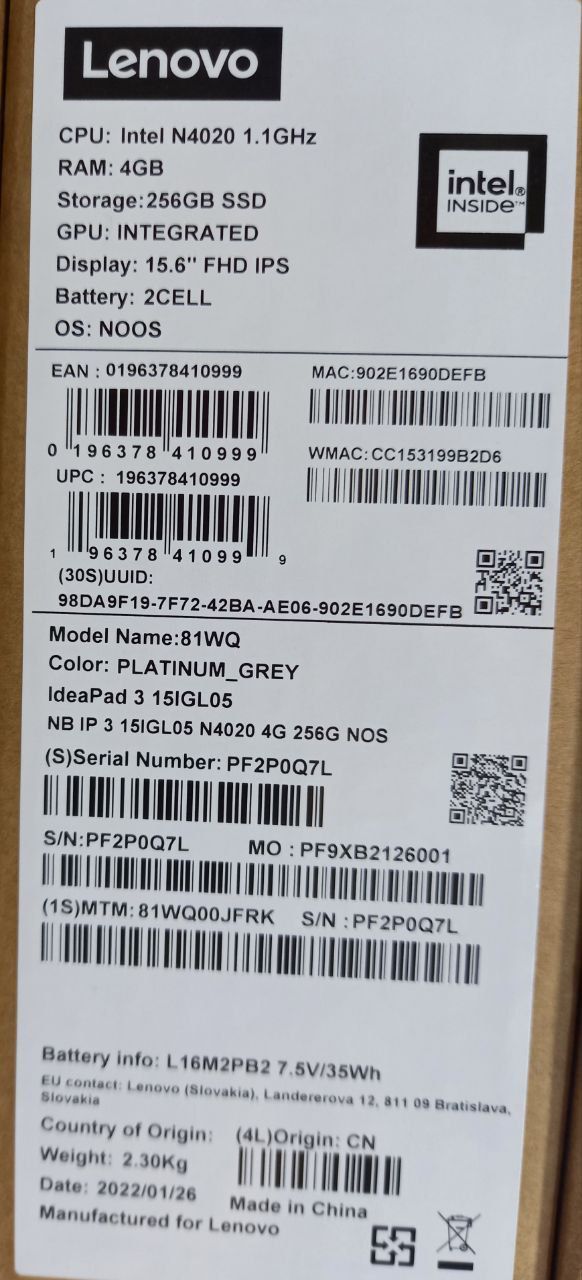 Lenovo
CPU: Intel N4020 1.1GHz
RAM: 4GB
Storage:256GB SSD
GPU: INTEGRATED
Display: 15.6" FHD IPS
Battery: 2CELL
OS: NOOS
intel®
INSIDE™
EAN : 0196378410999
MAC:902E1690DEFB
0 196378 410999
WMAC:CC153199B2D6
UPC : 196378410999
1 96378 41099 9
(30S)UUID:
98DA9F19-7F72-42BA-AE06-902E1690DEFB
Model Name:81WQ
Color: PLATINUM_GREY
IdeaPad 3 15IGL05
NB IP 3 15IGL05 N4020 4G 256G NOS
(S)Serial Number: PF2P0Q7L
S/N:PF2P0Q7L MO : PF9XB2126001
(1S)MTM:81WQ00JFRK S/N :PF2P0Q7L
Battery info: L16M2PB2 7.5V/35Wh
EU contact: Lenovo (Slovakia), Landererova 12, 811 09 Bratislava,
Slovakia
Country of Origin: (4L)Origin: CN
Weight: 2.30Kg
Date: 2022/01/26
Made in China
Manufactured for Lenovo